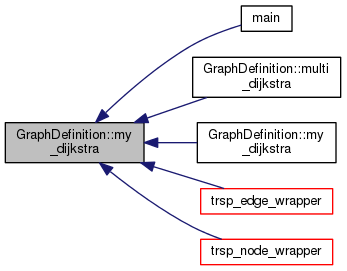 main
GraphDefinition::multi
_dijkstra
GraphDefinition::my
_dijkstra
GraphDefinition::my
_dijkstra
trsp_edge_wrapper
trsp_node_wrapper